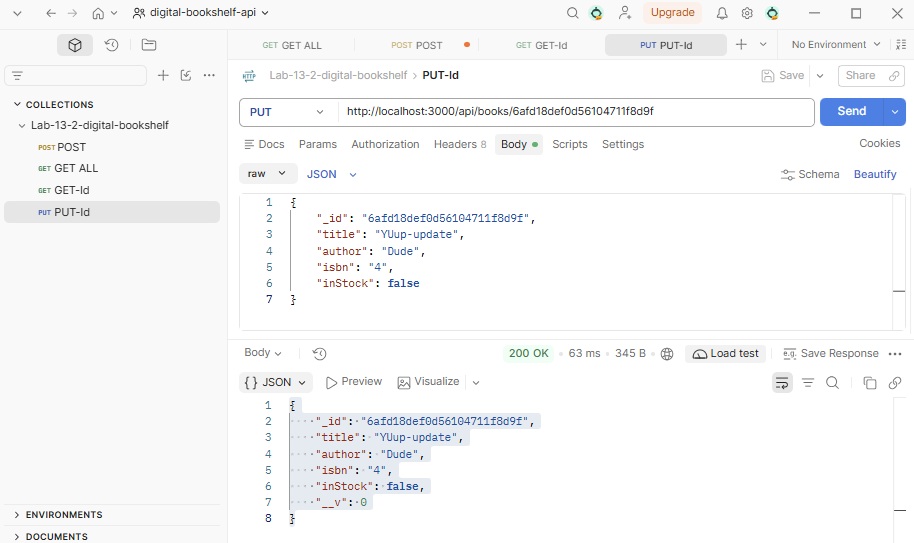 digital-bookshelf-api
Upgrade
GET GET ALL
POST POST
GET GET-Id
PUT PUT-Id
No Environment
COLLECTIONS
Lab-13-2-digital-bookshelf
POST POST
GET GET ALL
GET GET-Id
PUT PUT-Id
ENVIRONMENTS
DOCUMENTS
HTTP Lab-13-2-digital-bookshelf > PUT-Id
Save
Share
PUT http://localhost:3000/api/books/6afd18def0d56104711f8d9f
Send
Docs Params Authorization Headers 8 Body Scripts Settings
Cookies
raw JSON
Schema Beautify
1 {
2 "_id": "6afd18def0d56104711f8d9f",
3 "title": "YUup-update",
4 "author": "Dude",
5 "isbn": "4",
6 "inStock": false
7 }
Body
200 OK • 63 ms • 345 B
Load test
e.g. Save Response
{} JSON Preview Visualize
1 {
2 "_id": "6afd18def0d56104711f8d9f",
3 "title": "YUup-update",
4 "author": "Dude",
5 "isbn": "4",
6 "inStock": false,
7 "__v": 0
8 }